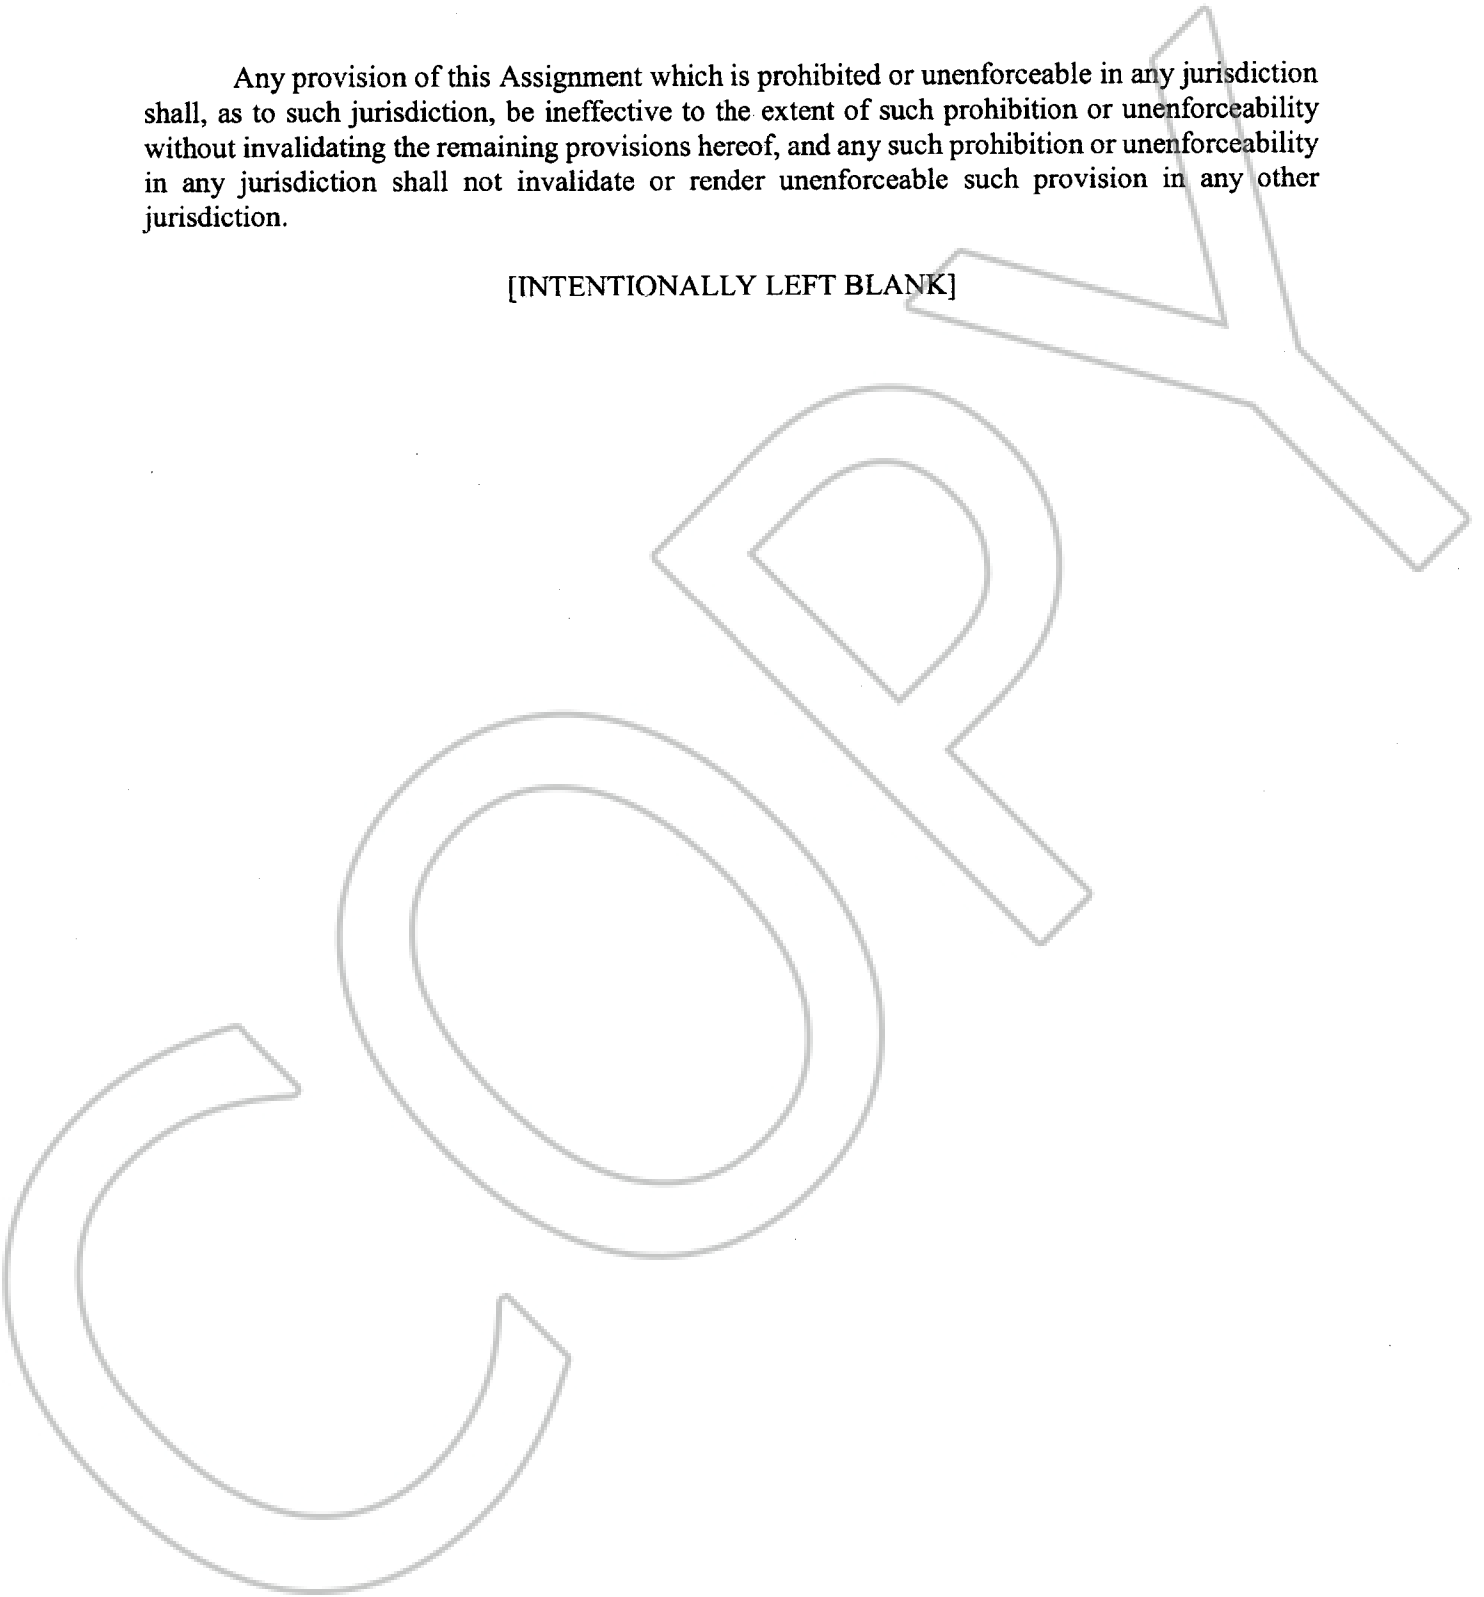 Any provision of this Assignment which is prohibited or unenforceable in any jurisdiction
shall, as to such jurisdiction, be ineffective to the extent of such prohibition or unenforceability
without invalidating the remaining provisions hereof, and any such prohibition or unenforceability
in any jurisdiction shall not invalidate or render unenforceable such provision in any other
jurisdiction.
[INTENTIONALLY LEFT BLANK]
COPY